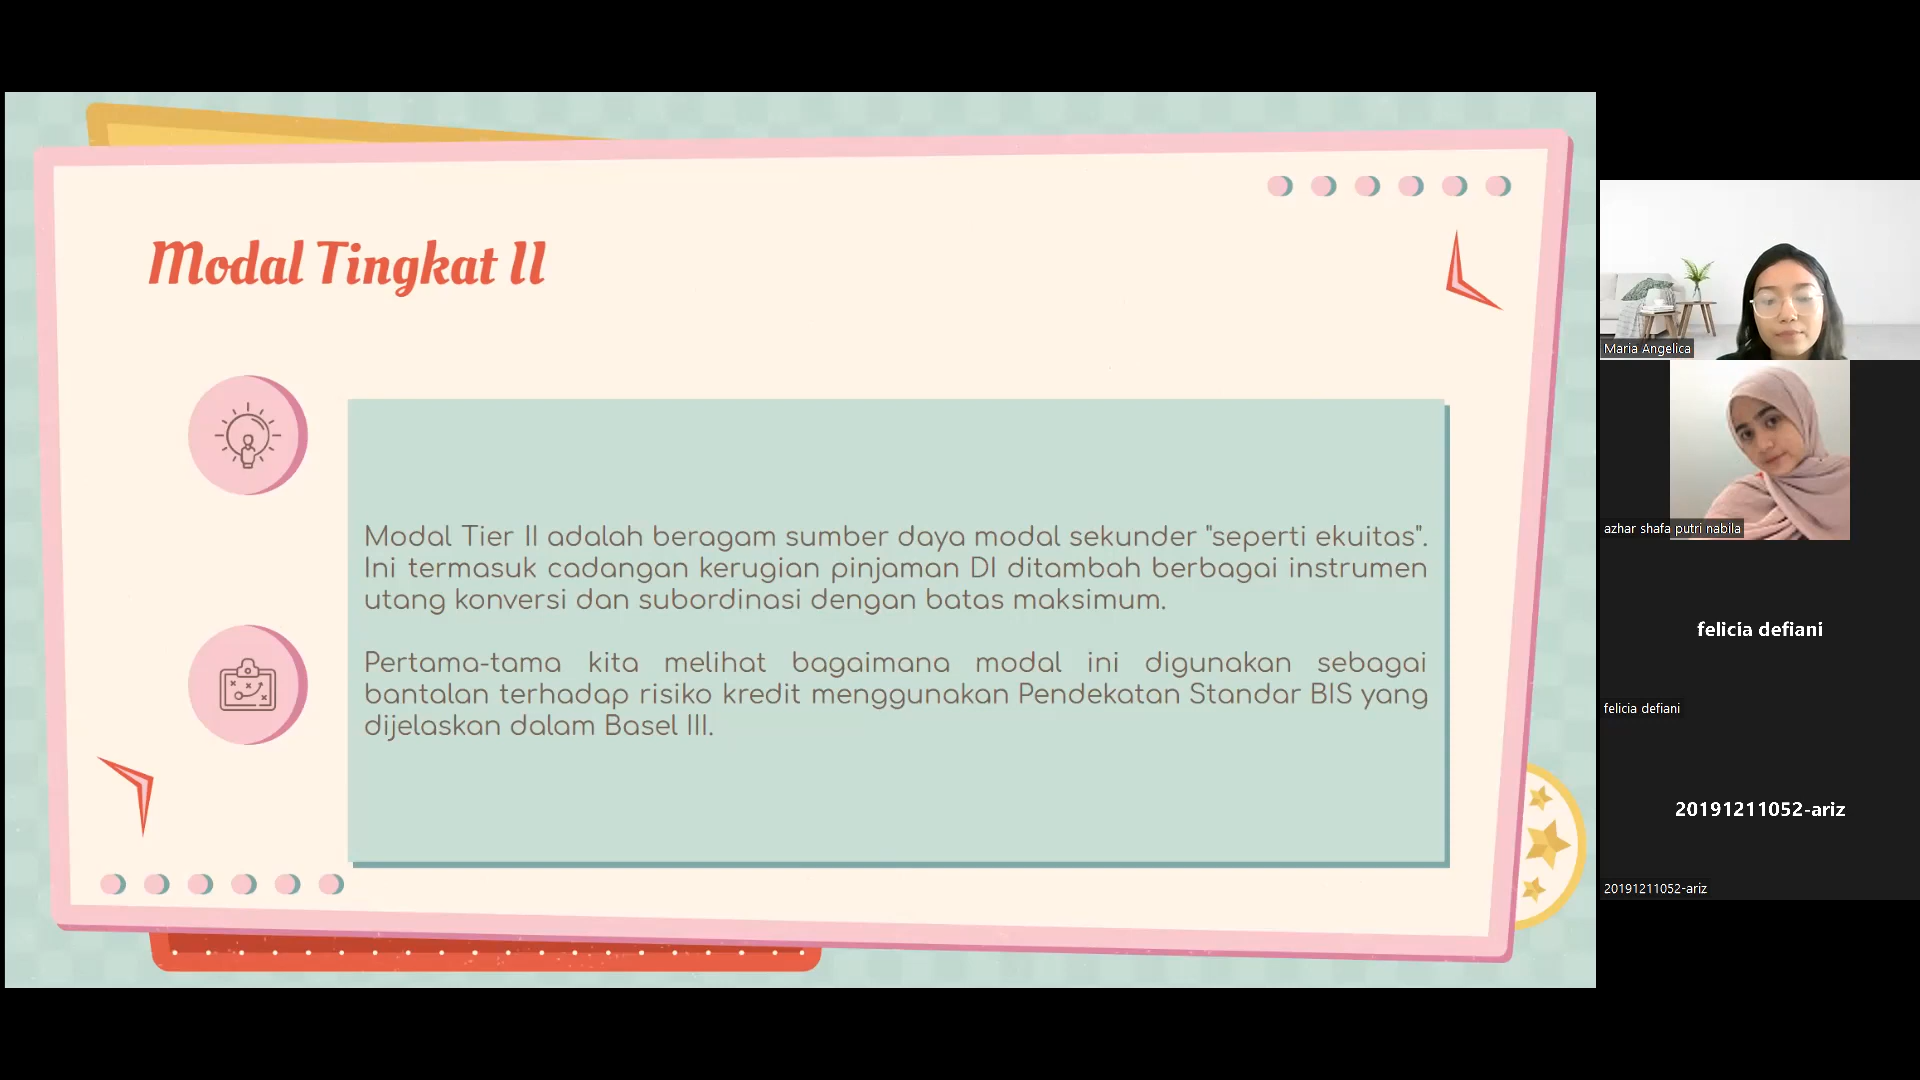 Modal Tingkat II
Modal Tier II adalah beragam sumber daya modal sekunder "seperti ekuitas".
Ini termasuk cadangan kerugian pinjaman DI ditambah berbagai instrumen
utang konversi dan subordinasi dengan batas maksimum.
Pertama-tama kita melihat bagaimana modal ini digunakan sebagai
bantalan terhadap risiko kredit menggunakan Pendekatan Standar BIS yang
dijelaskan dalam Basel III.
Maria Angelica
azhar shafa putri nabila
felicia defiani
felicia defiani
20191211052-ariz
20191211052-ariz